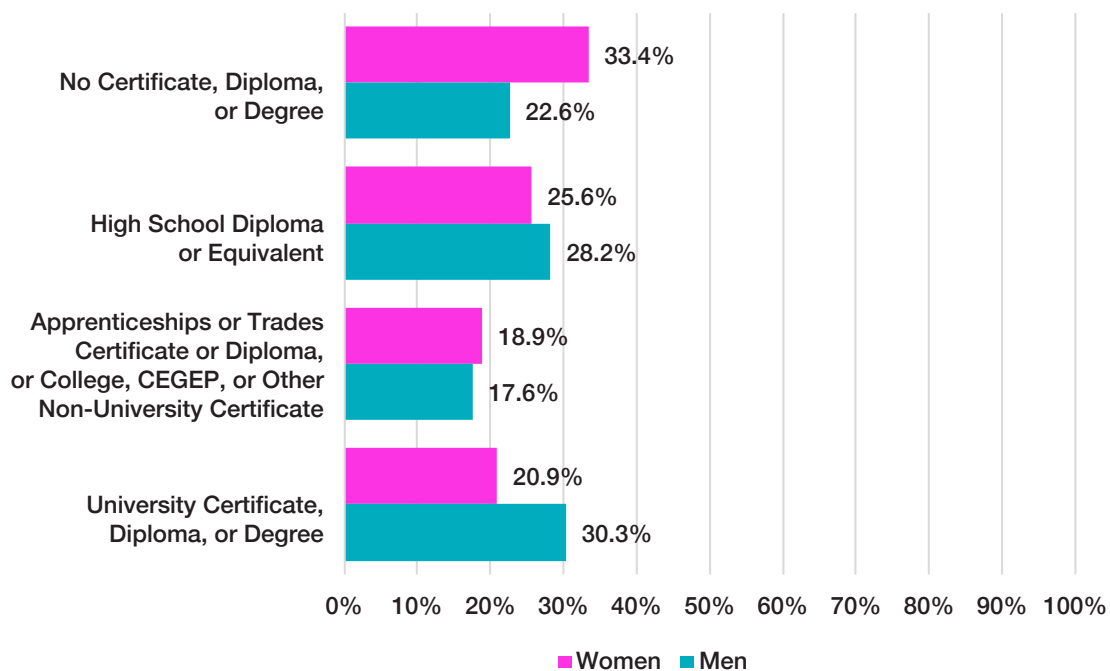 No Certificate, Diploma,
or Degree
33.4%
22.6%
High School Diploma
or Equivalent
25.6%
28.2%
Apprenticeships or Trades
Certificate or Diploma,
or College, CEGEP, or Other
Non-University Certificate
18.9%
17.6%
University Certificate,
Diploma, or Degree
20.9%
30.3%
0% 10% 20% 30% 40% 50% 60% 70% 80% 90% 100%
Women Men